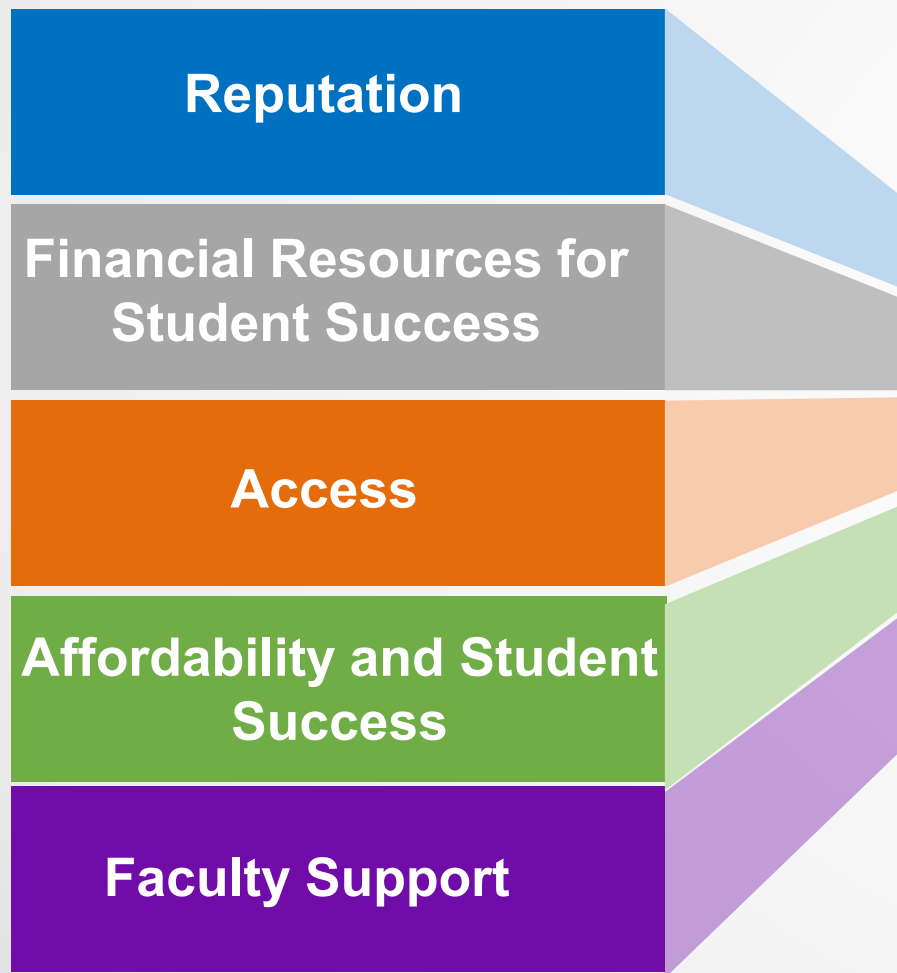 Reputation
Financial Resources for
Student Success
Access
Affordability and Student
Success
Faculty Support